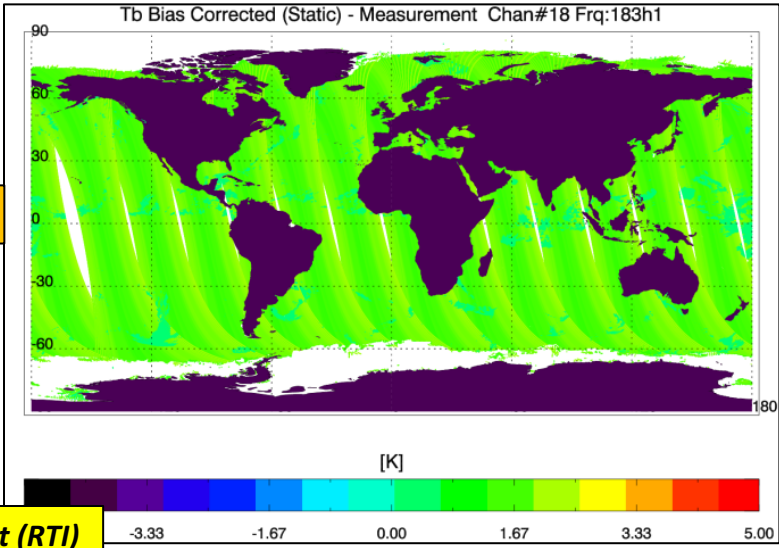 Tb Bias Corrected (Static) - Measurement Chan#18 Frq:183h1
90
60
30
0
-30
-60
180
[K]
t (RTI)
-3.33 -1.67 0.00 1.67 3.33 5.00